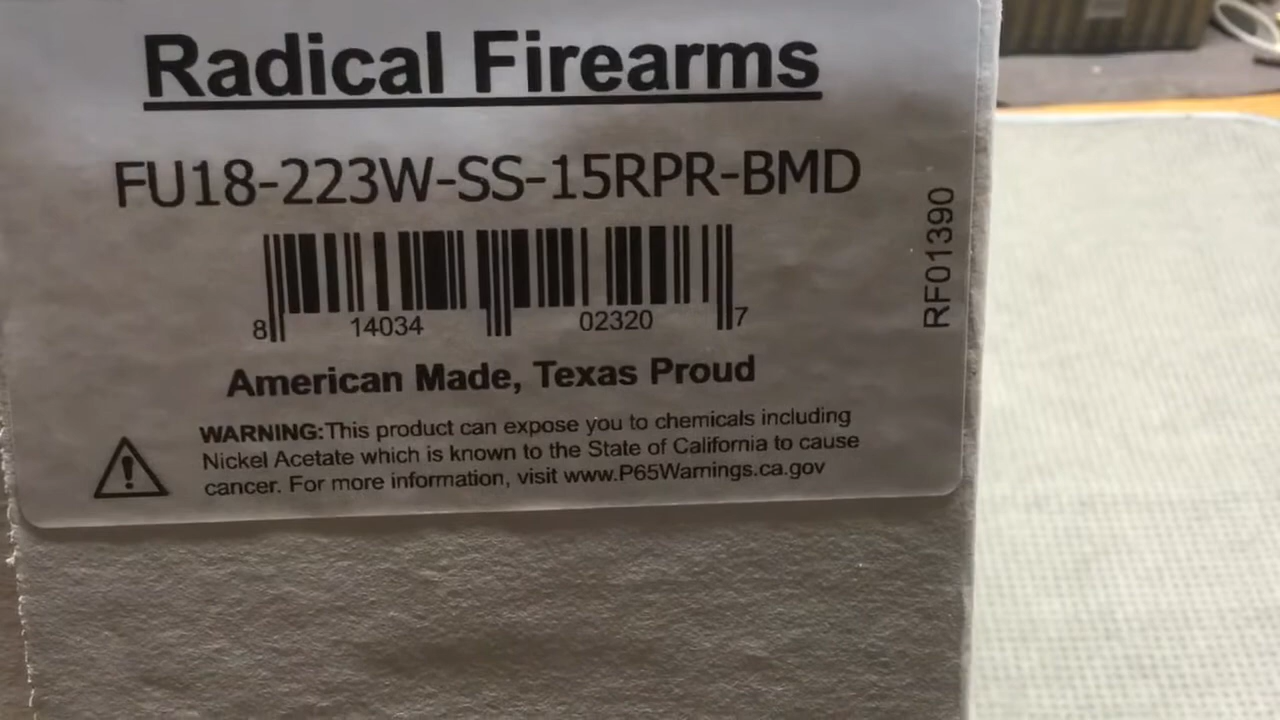 Radical Firearms
FU18-223W-SS-15RPR-BMD
8 14034 02320 7
RF01390
American Made, Texas Proud
WARNING:This product can expose you to chemicals including
Nickel Acetate which is known to the State of California to cause
cancer. For more information, visit www.P65Warnings.ca.gov